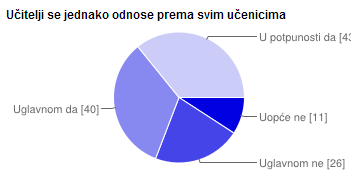 Učitelji se jednako odnose prema svim učenicima
U potpunosti da [43
Uglavnom da [40]
Uopće ne [11]
Uglavnom ne [26]